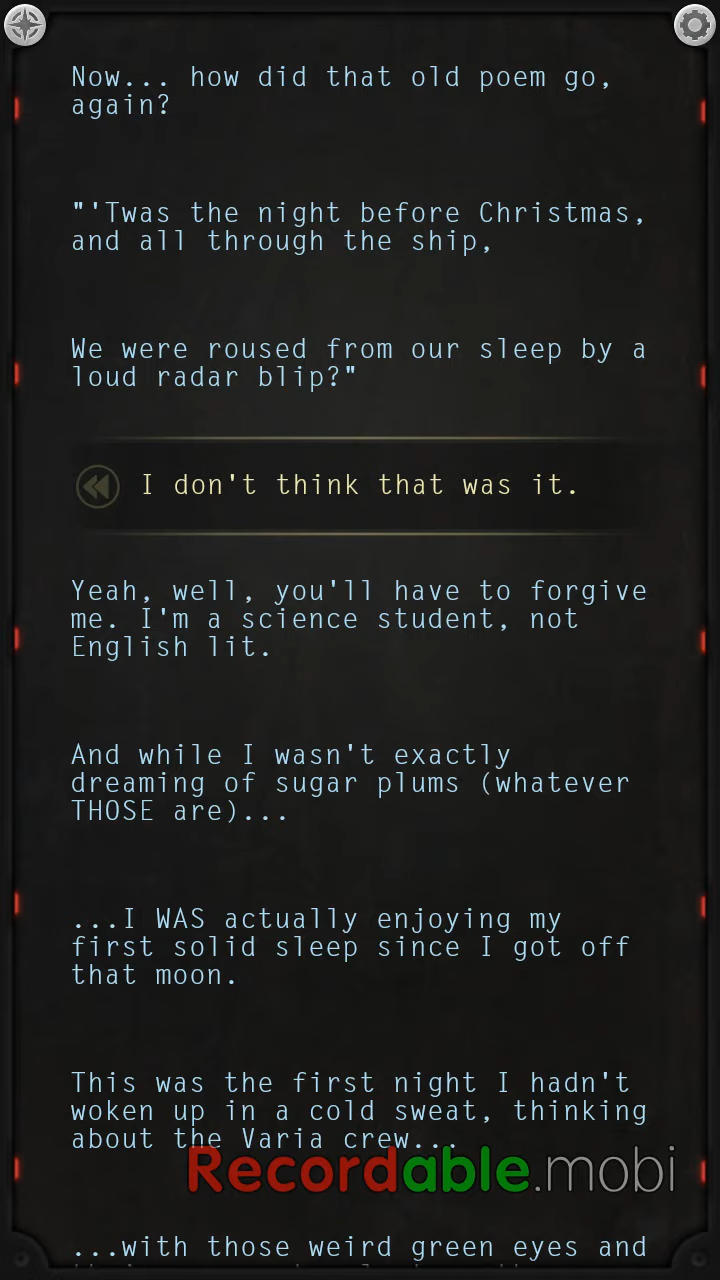 Now... how did that old poem go,
again?
"'Twas the night before Christmas,
and all through the ship,
We were roused from our sleep by a
loud radar blip?"
I don't think that was it.
Yeah, well, you'll have to forgive
me. I'm a science student, not
English lit.
And while I wasn't exactly
dreaming of sugar plums (whatever
THOSE are)...
...I WAS actually enjoying my
first solid sleep since I got off
that moon.
This was the first night I hadn't
woken up in a cold sweat, thinking
about the Varia crew...
Recordable.mobi
...with those weird green eyes and